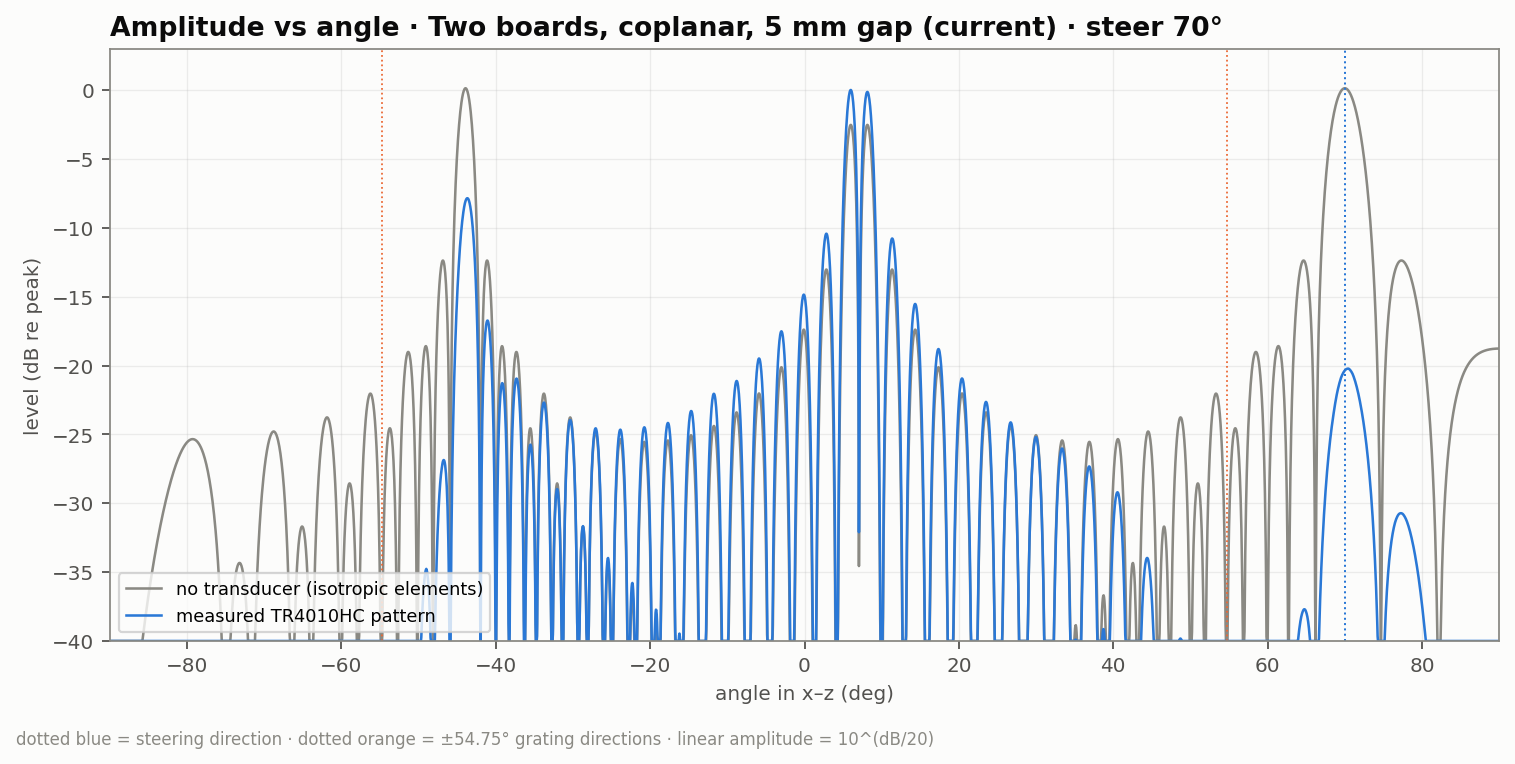 Amplitude vs angle · Two boards, coplanar, 5 mm gap (current) · steer 70°
level (dB re peak)
0
−5
−10
−15
−20
−25
−30
−35
−40
no transducer (isotropic elements)
measured TR4010HC pattern
−80 −60 −40 −20 0 20 40 60 80
angle in x–z (deg)
dotted blue = steering direction · dotted orange = ±54.75° grating directions · linear amplitude = 10^(dB/20)